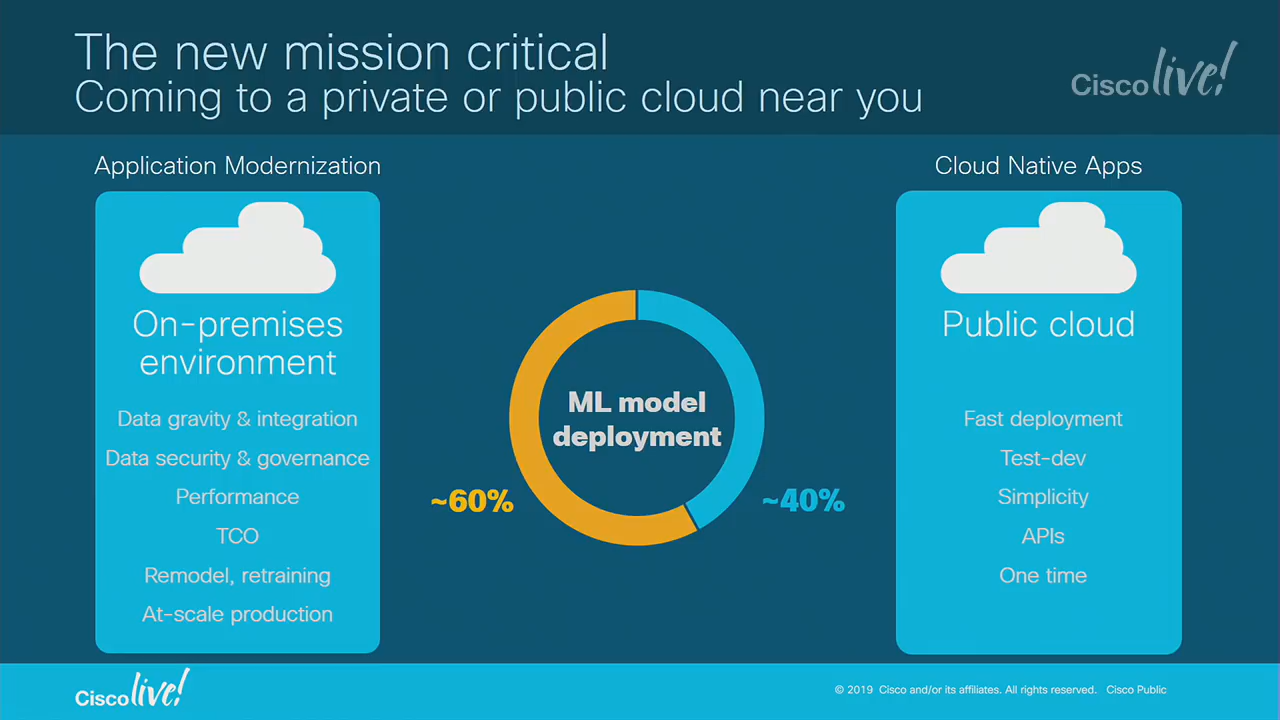 The new mission critical
Coming to a private or public cloud near you
Cisco live!
Application Modernization
On-premises
environment
Data gravity & integration
Data security & governance
Performance
TCO
Remodel, retraining
At-scale production
ML model
deployment
~60%
~40%
Cloud Native Apps
Public cloud
Fast deployment
Test-dev
Simplicity
APIs
One time
Cisco live!
© 2019 Cisco and/or its affiliates. All rights reserved. Cisco Public